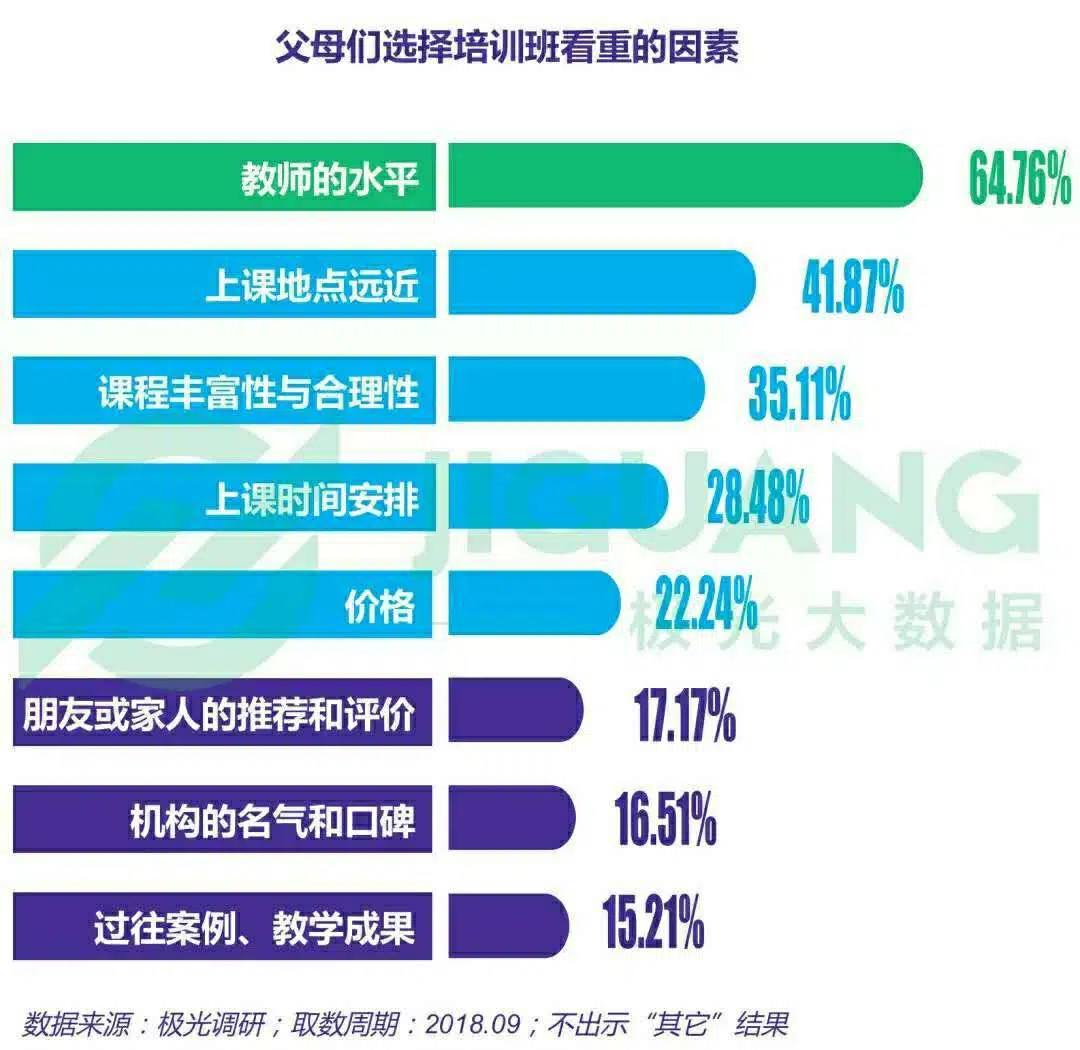 父母们选择培训班看重的因素
教师的水平 64.76%
上课地点远近 41.87%
课程丰富性与合理性 35.11%
上课时间安排 28.48%
价格 22.24%
朋友或家人的推荐和评价 17.17%
机构的名气和口碑 16.51%
过往案例、教学成果 15.21%
JIGUANG
极光大数据
数据来源：极光调研；取数周期：2018.09；不出示“其它”结果